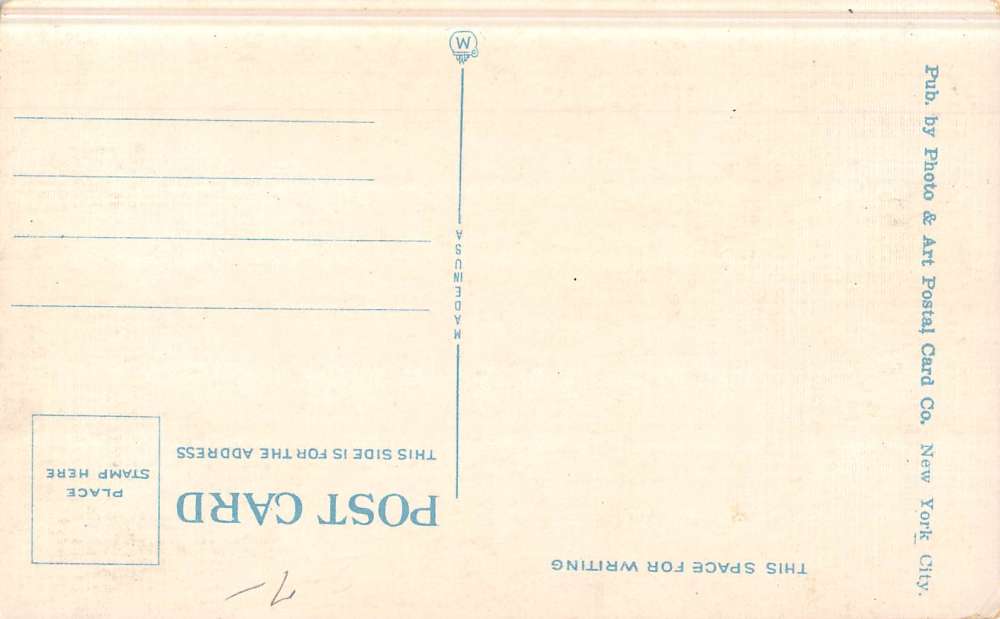 THIS SPACE FOR WRITING
POST CARD
THIS SIDE IS FOR THE ADDRESS
PLACE
STAMP HERE
MADE IN USA
W
©
Pub. by Photo & Art Postal Card Co. New York City.